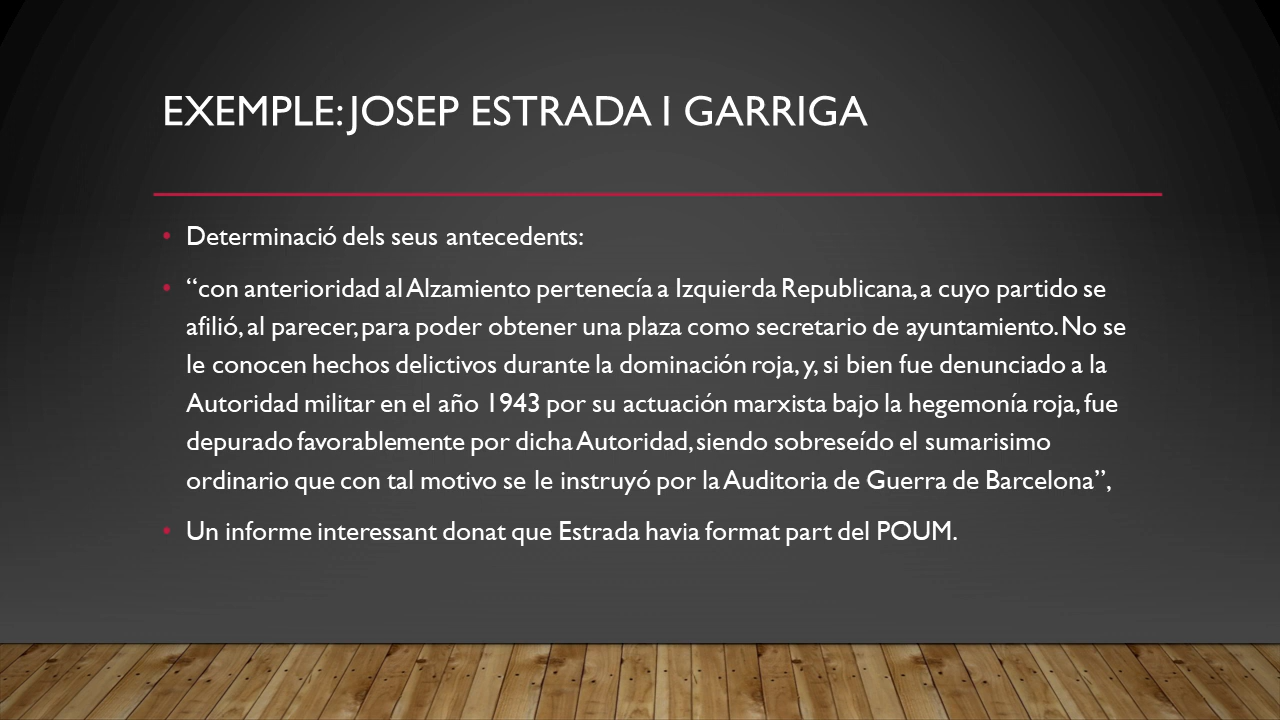 EXEMPLE: JOSEP ESTRADA I GARRIGA
• Determinació dels seus antecedents:
• “con anterioridad al Alzamiento pertenecía a Izquierda Republicana, a cuyo partido se
afilió, al parecer, para poder obtener una plaza como secretario de ayuntamiento. No se
le conocen hechos delictivos durante la dominación roja, y, si bien fue denunciado a la
Autoridad militar en el año 1943 por su actuación marxista bajo la hegemonía roja, fue
depurado favorablemente por dicha Autoridad, siendo sobreseído el sumarisimo
ordinario que con tal motivo se le instruyó por la Auditoria de Guerra de Barcelona”,
• Un informe interessant donat que Estrada havia format part del POUM.